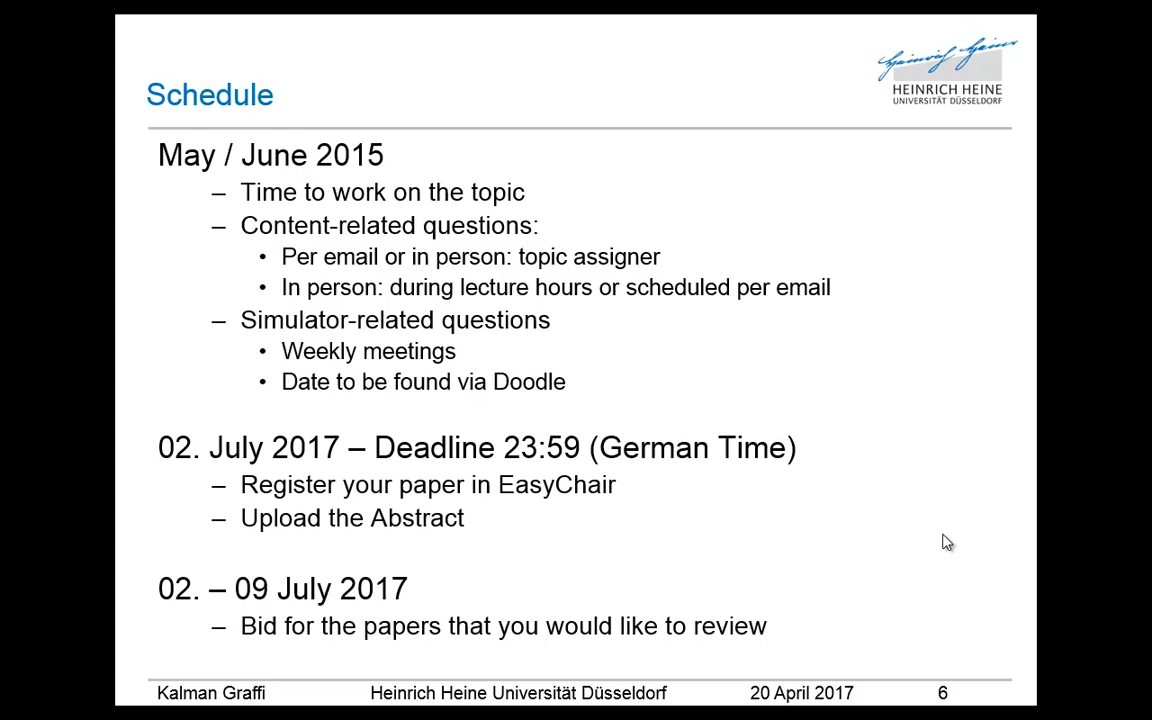 Heinrich Heine
HEINRICH HEINE
UNIVERSITÄT DÜSSELDORF
Schedule
May / June 2015
– Time to work on the topic
– Content-related questions:
• Per email or in person: topic assigner
• In person: during lecture hours or scheduled per email
– Simulator-related questions
• Weekly meetings
• Date to be found via Doodle
02. July 2017 – Deadline 23:59 (German Time)
– Register your paper in EasyChair
– Upload the Abstract
02. – 09 July 2017
– Bid for the papers that you would like to review
Kalman Graffi Heinrich Heine Universität Düsseldorf 20 April 2017 6